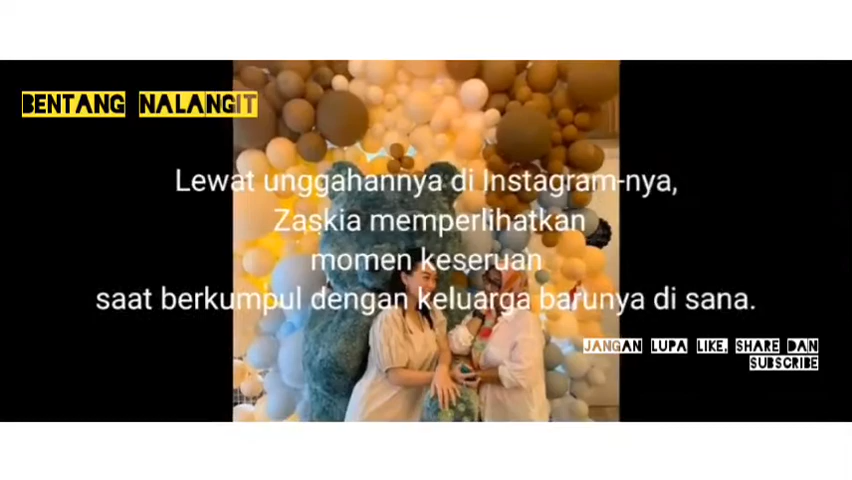 BENTANG NALANGIT
Lewat unggahannya di Instagram-nya,
Zaskia memperlihatkan
momen keseruan
saat berkumpul dengan keluarga barunya di sana.
JANGAN LUPA LIKE, SHARE DAN
SUBSCRIBE